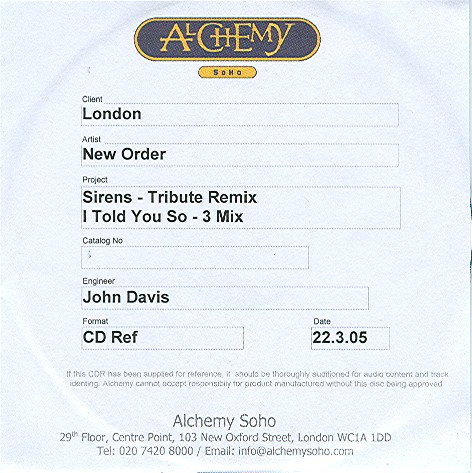 ALCHEMY
SOHO
Client
London
Artist
New Order
Project
Sirens - Tribute Remix
I Told You So - 3 Mix
Catalog No
Engineer
John Davis
Format
CD Ref
Date
22.3.05
If this CDR has been supplied for reference, it should be thoroughly auditioned for audio content and track
identing. Alchemy cannot accept responsibily for product manufactured without this disc being approved
Alchemy Soho
29th Floor, Centre Point, 103 New Oxford Street, London WC1A 1DD
Tel: 020 7420 8000 / Email: info@alchemysoho.com